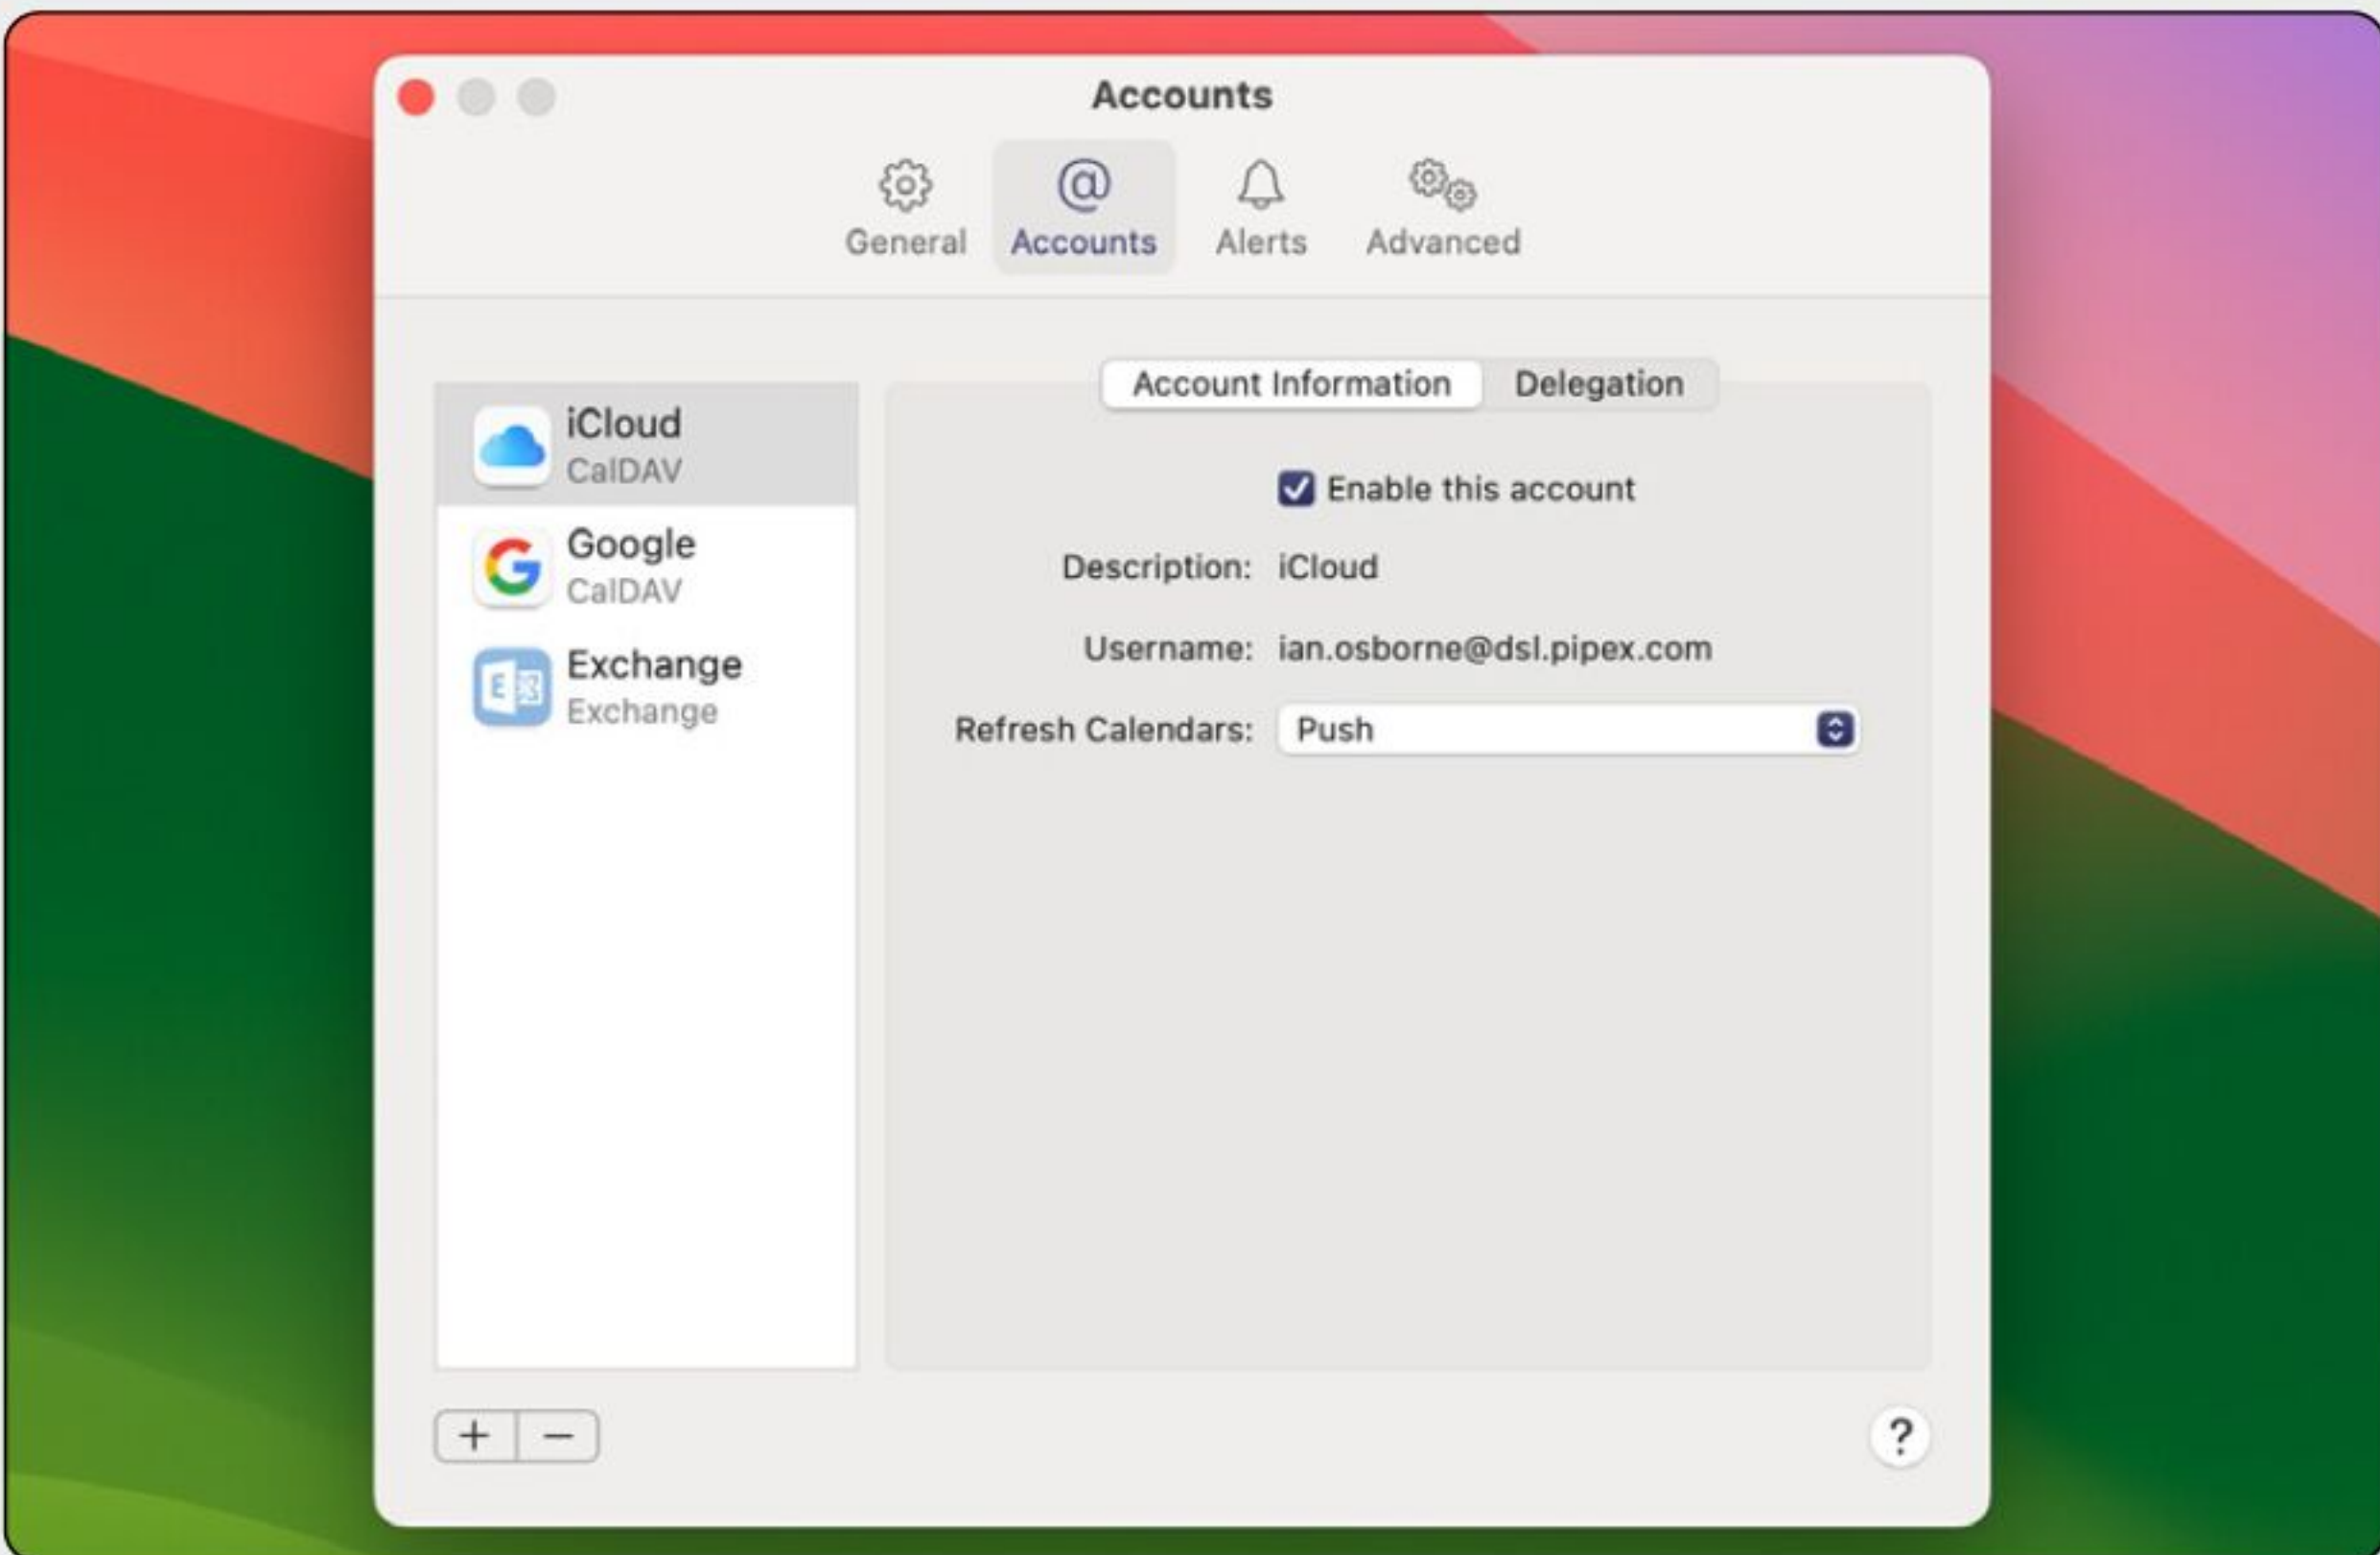 Accounts
@
General Accounts Alerts Advanced
Account Information Delegation
iCloud
CalDAV
Google
CalDAV
Exchange
Exchange
Enable this account
Description: iCloud
Username: ian.osborne@dsl.pipex.com
Refresh Calendars: Push
+ −
?